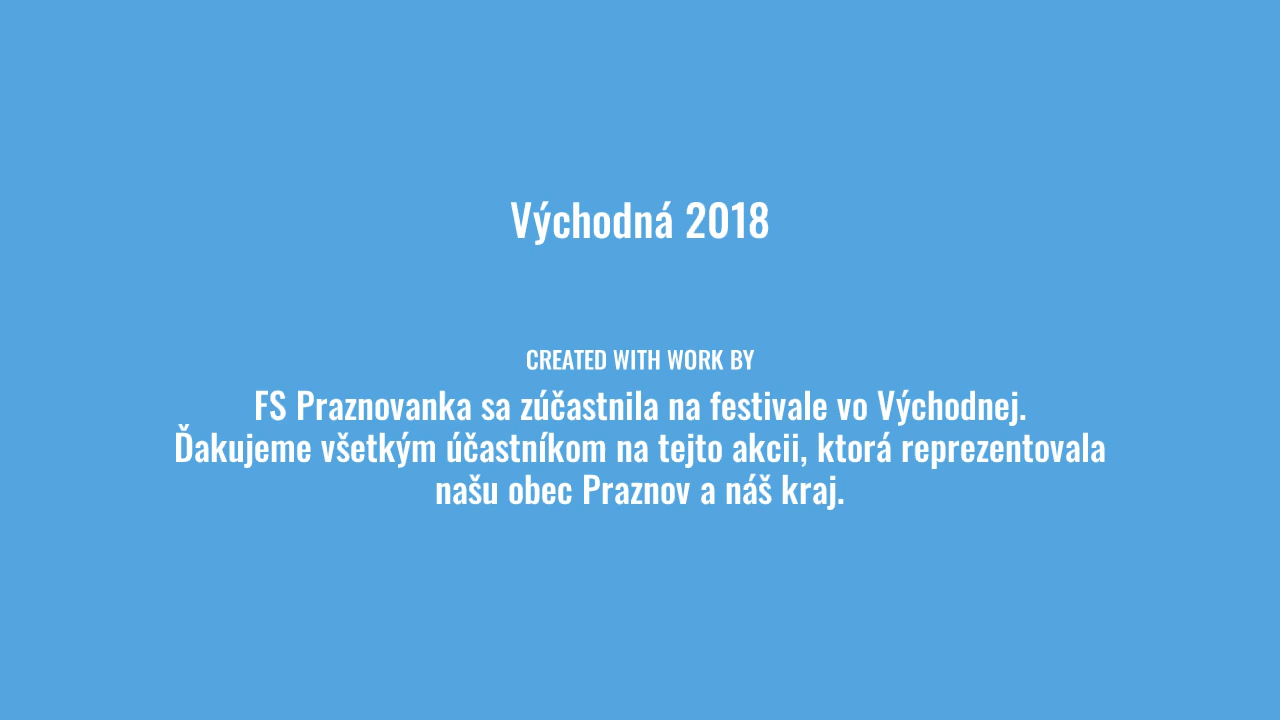 Východná 2018
CREATED WITH WORK BY
FS Praznovanka sa zúčastnila na festivale vo Východnej.
Ďakujeme všetkým účastníkom na tejto akcii, ktorá reprezentovala
našu obec Praznov a náš kraj.